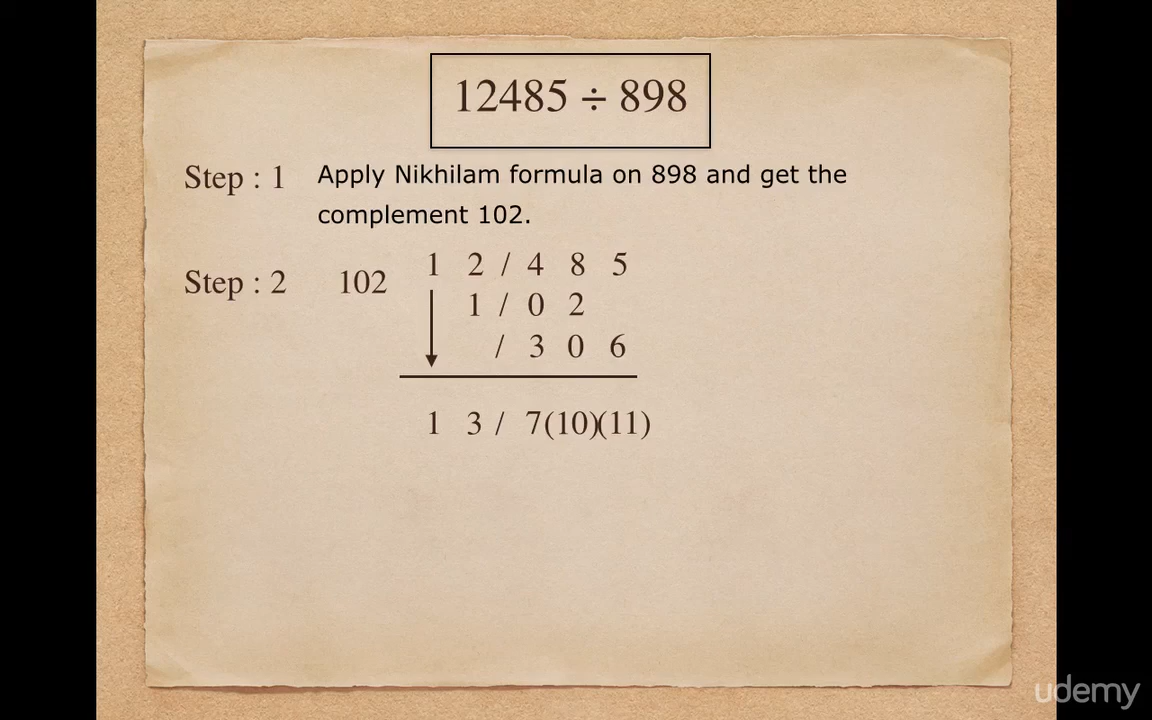 12485 ÷ 898
Step : 1 Apply Nikhilam formula on 898 and get the
complement 102.
Step : 2 102 1 2 / 4 8 5
1 / 0 2
/ 3 0 6
1 3 / 7(10)(11)
udemy